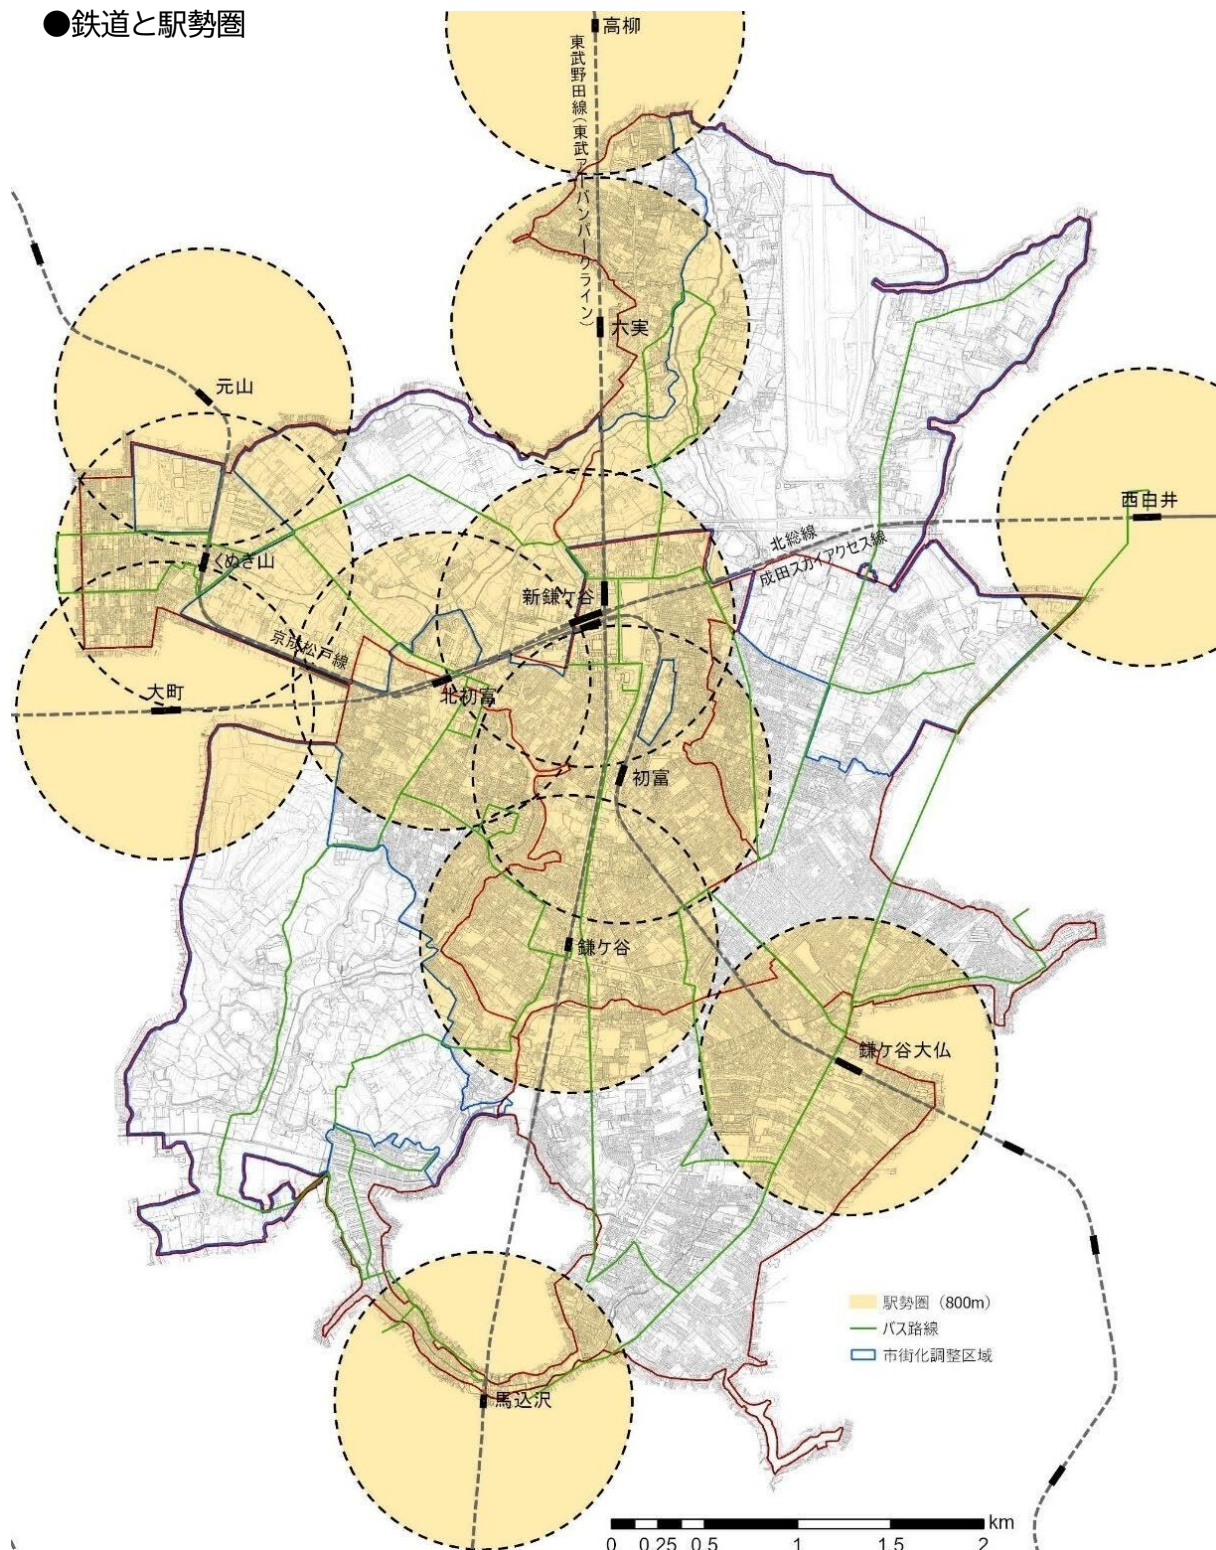 ●鉄道と駅勢圏
高柳
東武野田線(東武アーバンパークライン)
六実
元山
西白井
北総線
成田スカイアクセス線
くぬぎ山
新鎌ケ谷
京成松戸線
大町
北初富
初富
鎌ケ谷
鎌ケ谷大仏
駅勢圏（800m）
バス路線
市街化調整区域
馬込沢
km
0 0.25 0.5 1 1.5 2